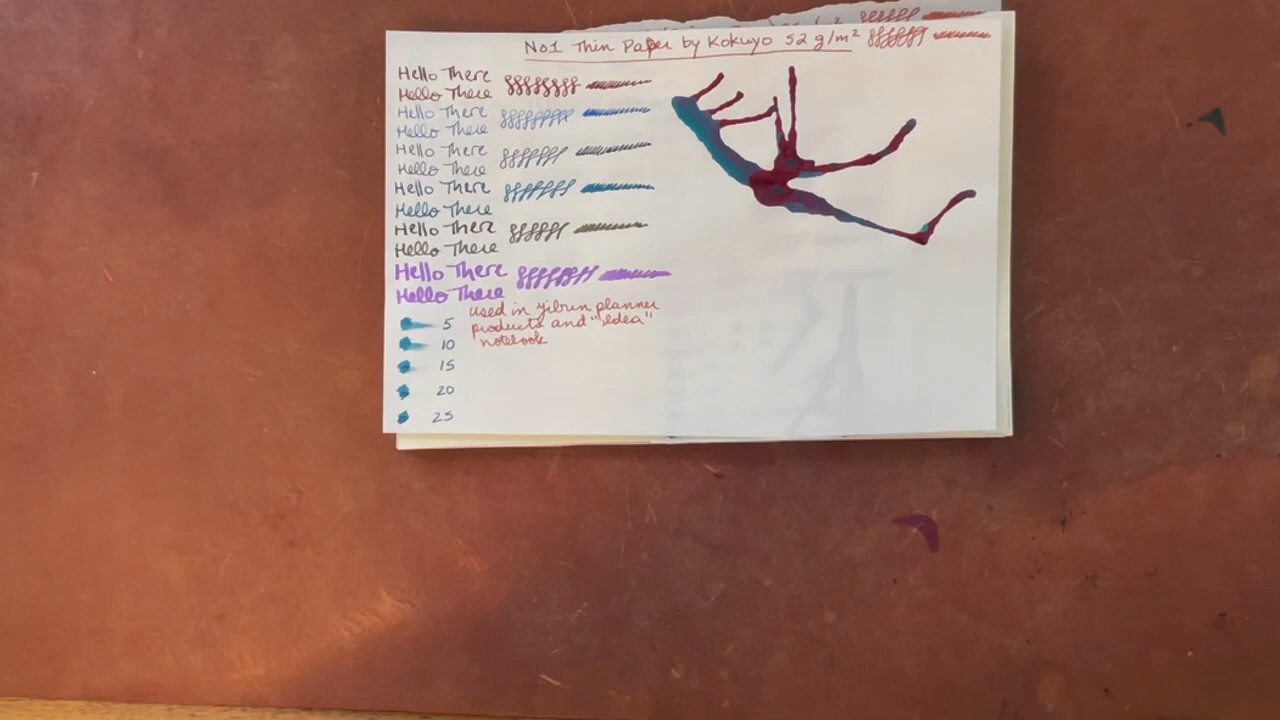 No1 Thin Paper by Kokuyo 52 g/m²
Hello There
Hello There
Hello There
Hello There
Hello There
Hello There
Hello There
Hello There
Hello There
Hello There
Hello There
Hello There
used in jibun planner
products and "edea"
notebook
5
10
15
20
25